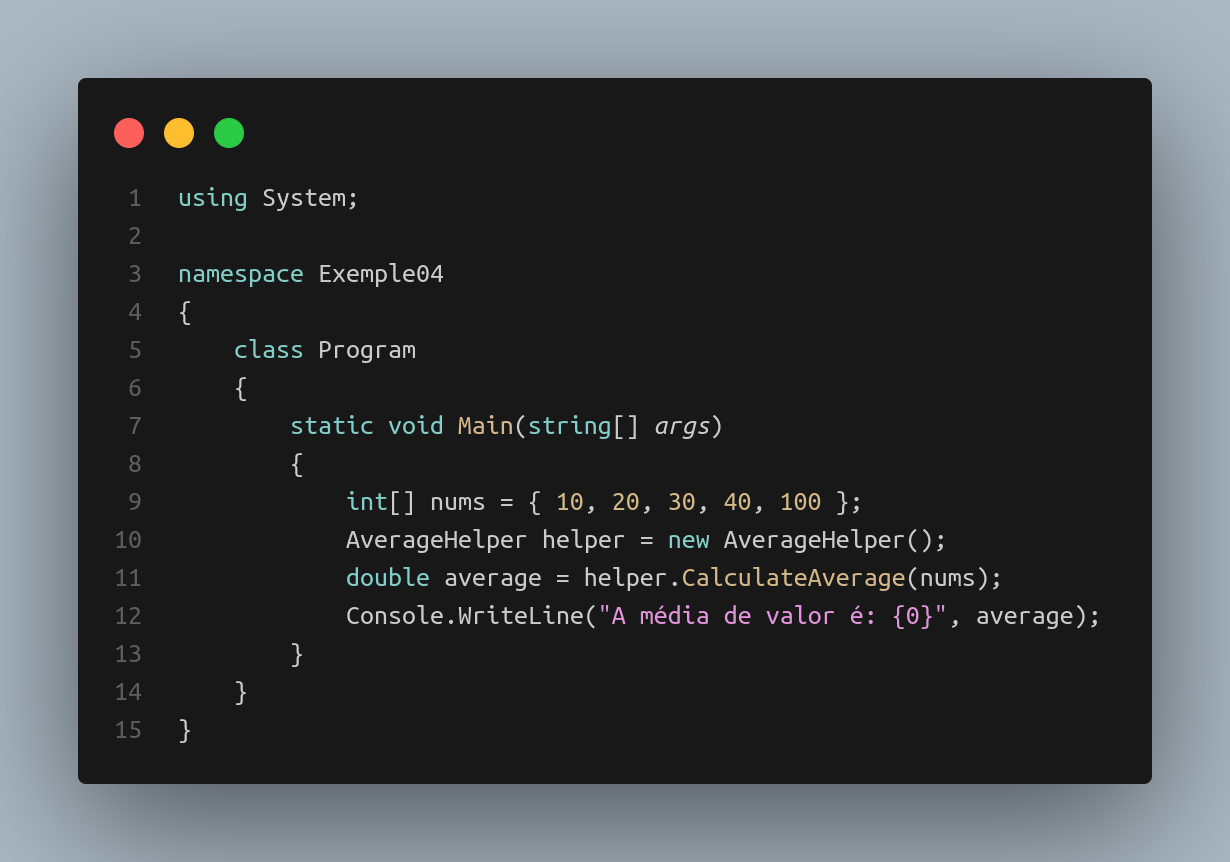 1 using System;
2
3 namespace Exemple04
4 {
5     class Program
6     {
7         static void Main(string[] args)
8         {
9             int[] nums = { 10, 20, 30, 40, 100 };
10             AverageHelper helper = new AverageHelper();
11             double average = helper.CalculateAverage(nums);
12             Console.WriteLine("A média de valor é: {0}", average);
13         }
14     }
15 }